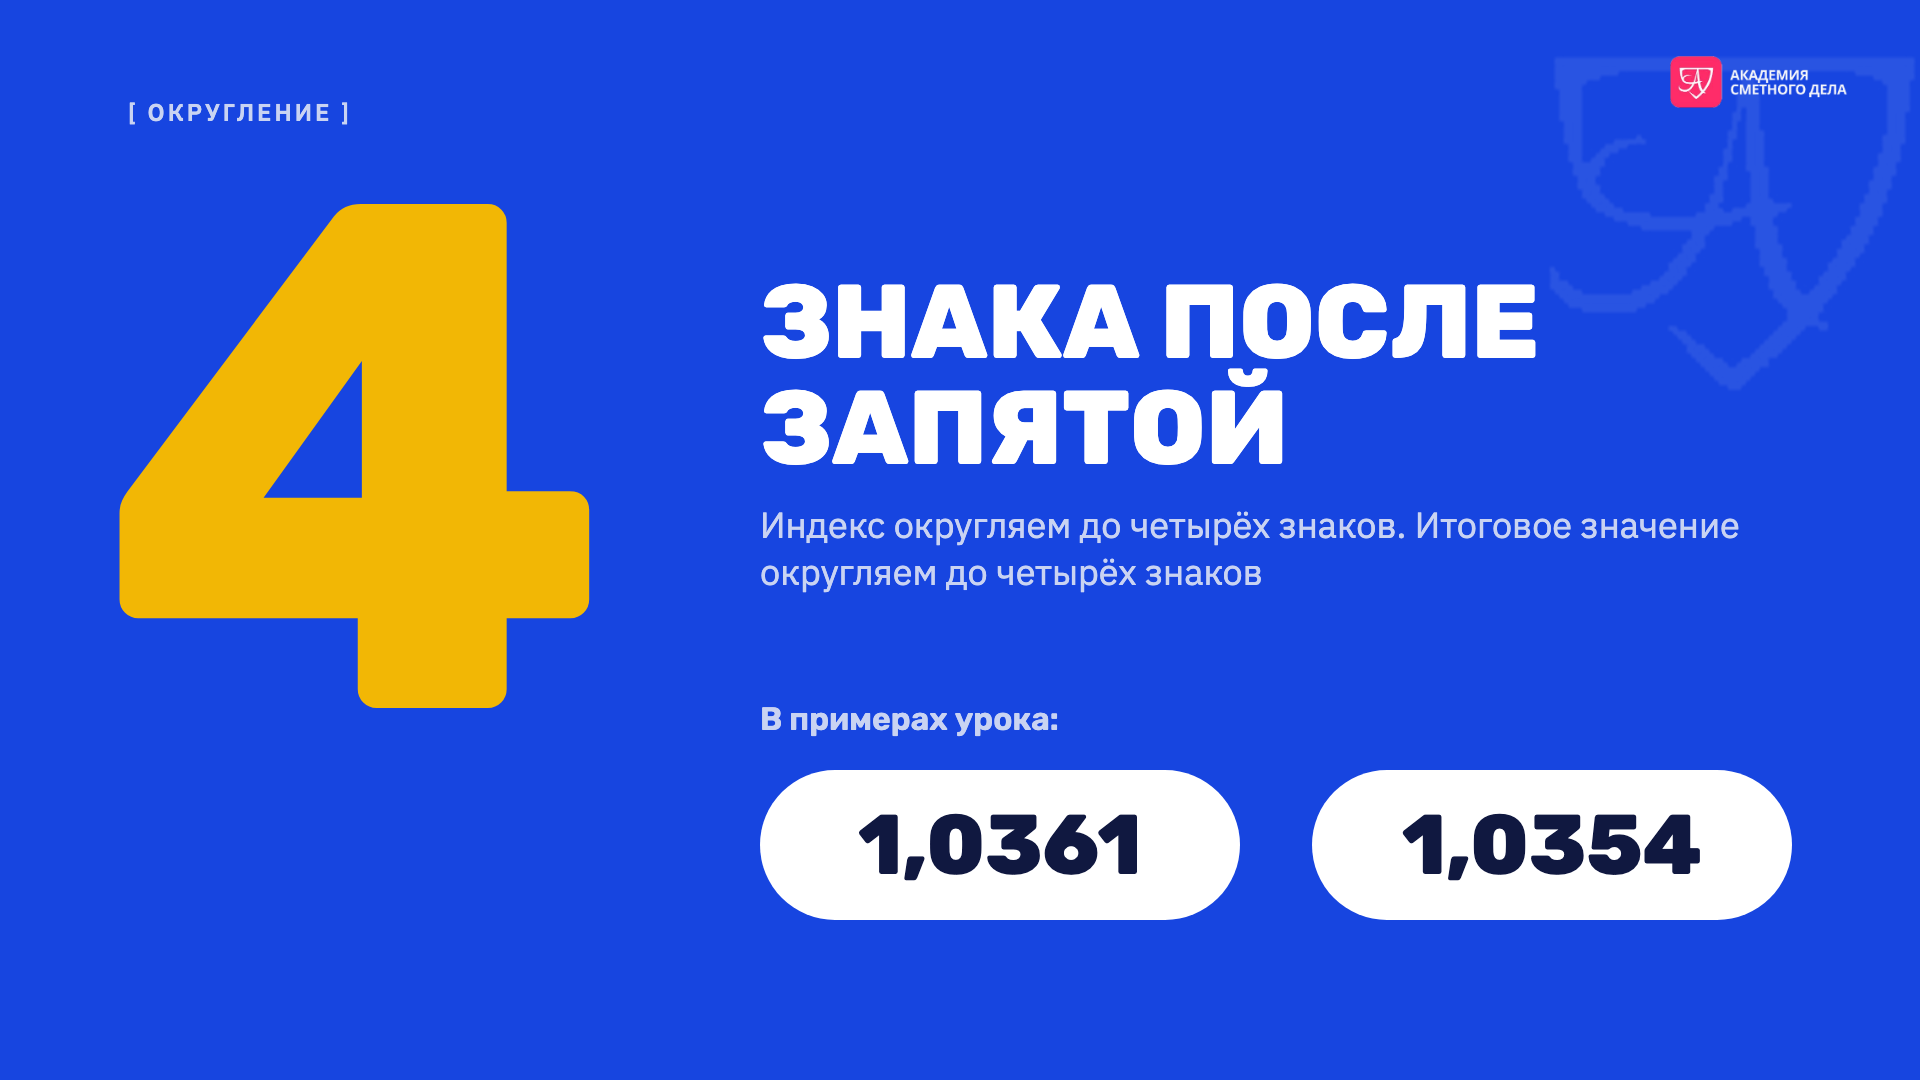 [ ОКРУГЛЕНИЕ ]
АКАДЕМИЯ
СМЕТНОГО ДЕЛА
4
ЗНАКА ПОСЛЕ
ЗАПЯТОЙ
Индекс округляем до четырёх знаков. Итоговое значение
округляем до четырёх знаков
В примерах урока:
1,0361
1,0354